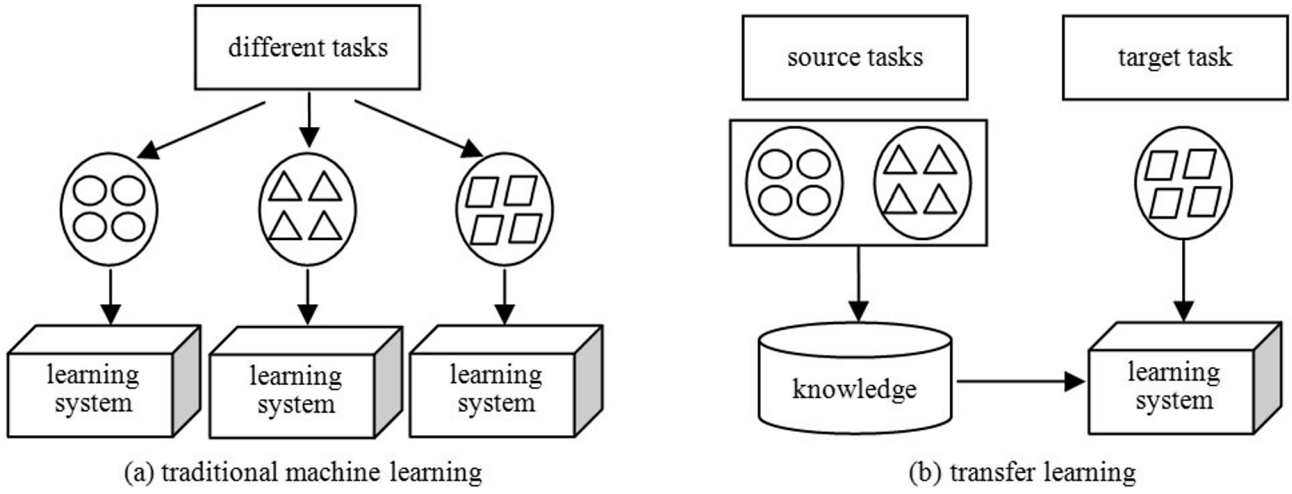 different tasks
learning
system
learning
system
learning
system
(a) traditional machine learning
source tasks
target task
knowledge
learning
system
(b) transfer learning